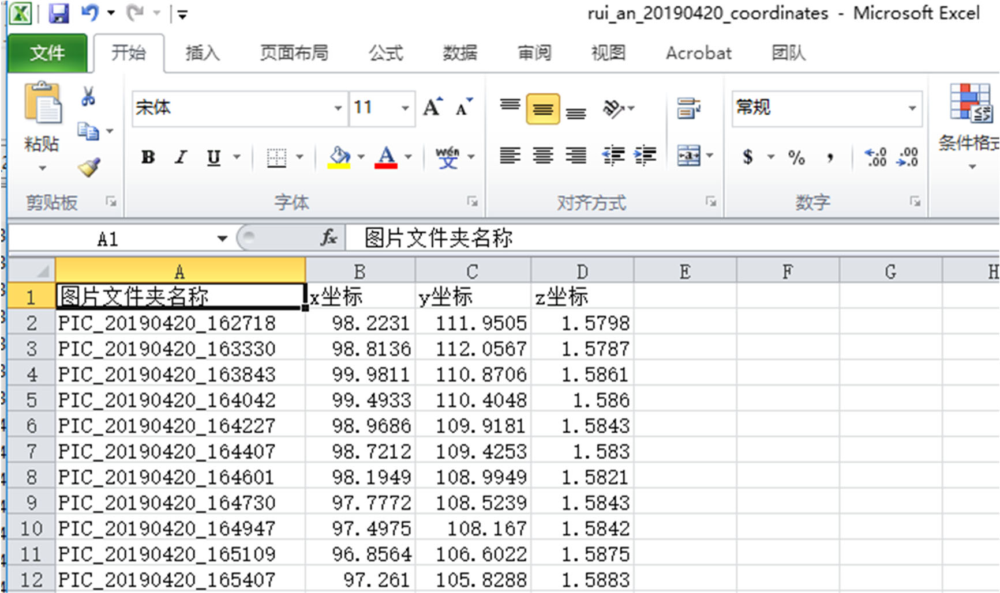 rui_an_20190420_coordinates - Microsoft Excel
文件 开始 插入 页面布局 公式 数据 审阅 视图 Acrobat 团队
宋体 11 常规
粘贴 条件格式
B I U A wén文 $ % ,
剪贴板 字体 对齐方式 数字
A1 fx 图片文件夹名称
A B C D E F G H
1 图片文件夹名称 x坐标 y坐标 z坐标
2 PIC_20190420_162718 98.2231 111.9505 1.5798
3 PIC_20190420_163330 98.8136 112.0567 1.5787
4 PIC_20190420_163843 99.9811 110.8706 1.5861
5 PIC_20190420_164042 99.4933 110.4048 1.586
6 PIC_20190420_164227 98.9686 109.9181 1.5843
7 PIC_20190420_164407 98.7212 109.4253 1.583
8 PIC_20190420_164601 98.1949 108.9949 1.5821
9 PIC_20190420_164730 97.7772 108.5239 1.5843
10 PIC_20190420_164947 97.4975 108.167 1.5842
11 PIC_20190420_165109 96.8564 106.6022 1.5875
12 PIC_20190420_165407 97.261 105.8288 1.5883